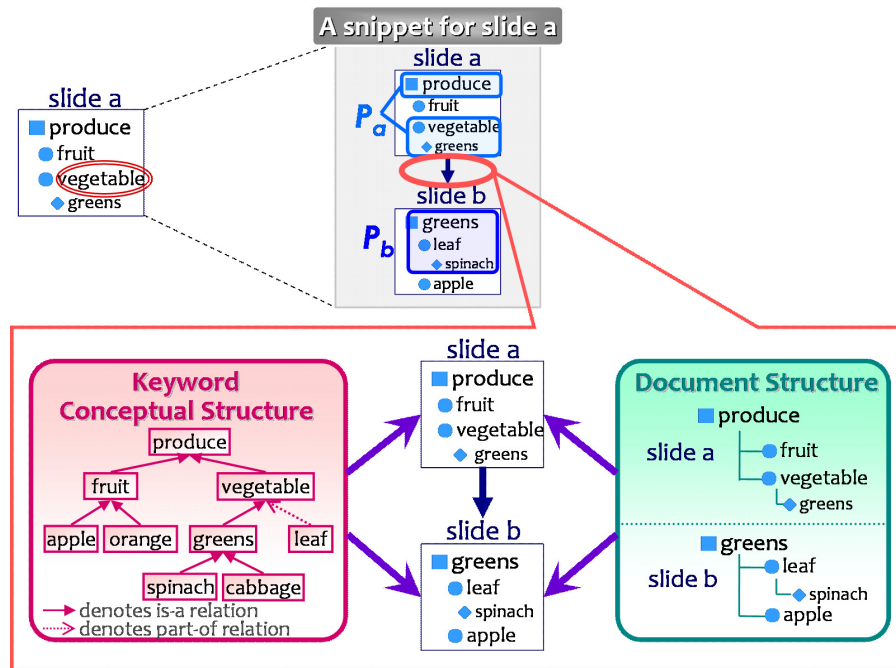 A snippet for slide a
slide a
produce
fruit
vegetable
greens
slide a
produce
fruit
vegetable
greens
Pa
slide b
greens
leaf
spinach
apple
Pb
Keyword
Conceptual Structure
produce
fruit vegetable
apple orange greens leaf
spinach cabbage
denotes is-a relation
denotes part-of relation
slide a
produce
fruit
vegetable
greens
slide b
greens
leaf
spinach
apple
Document Structure
produce
slide a
fruit
vegetable
greens
greens
slide b
leaf
spinach
apple